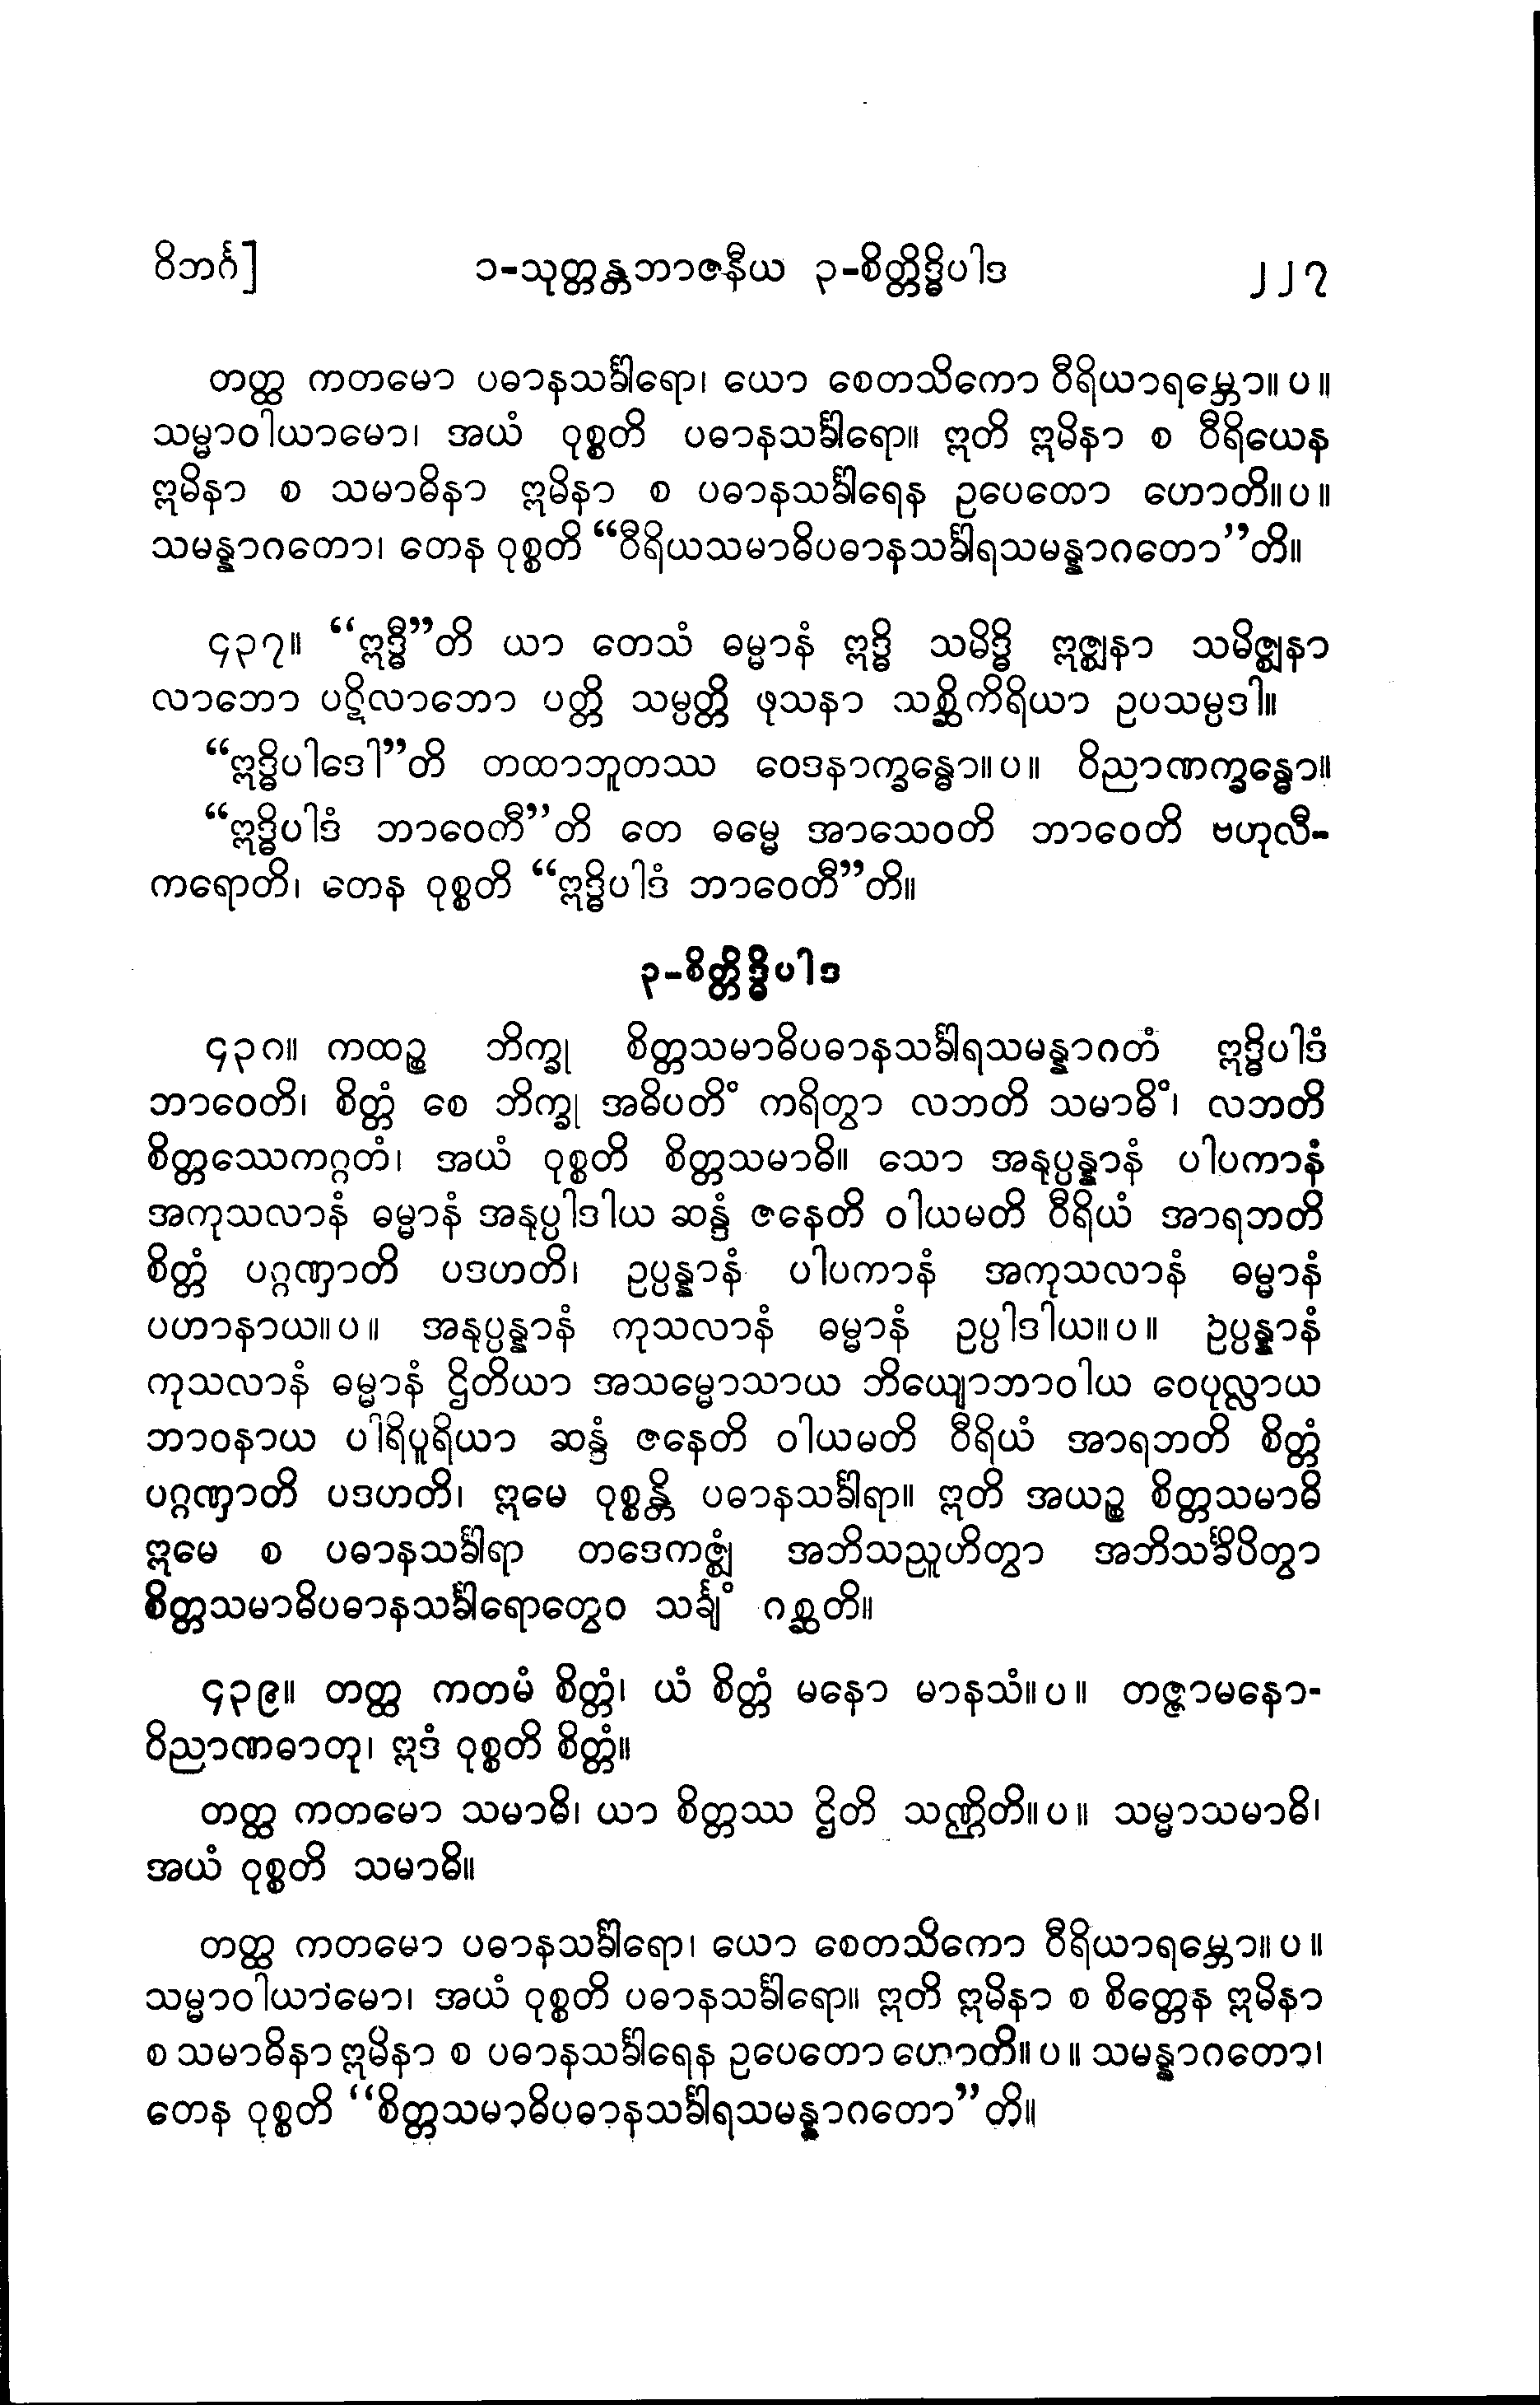 ဝိဘင်္ဂ] ၁-သုတ္တန္တဘာဇနီယ ၃-စိတ္တိဒ္ဓိပါဒ ၂၂၇
တတ္ထ ကတမော ပဓာနသင်္ခါရော၊ ယော စေတသိကော ဝီရိယာရမ္ဘော။ ပ။
သမ္မာဝါယာမော၊ အယံ ဝုစ္စတိ ပဓာနသင်္ခါရော။ ဣတိ ဣမိနာ စ ဝီရိယေန
ဣမိနာ စ သမာဓိနာ ဣမိနာ စ ပဓာနသင်္ခါရေန ဥပေတော ဟောတိ။ ပ။
သမန္နာဂတော၊ တေန ဝုစ္စတိ “ဝီရိယသမာဓိပဓာနသင်္ခါရသမန္နာဂတော”တိ။
၄၃၇။ “ဣဒ္ဓီ”တိ ယာ တေသံ ဓမ္မာနံ ဣဒ္ဓိ သမိဒ္ဓိ ဣဇ္ဈနာ သမိဇ္ဈနာ
လာဘော ပဋိလာဘော ပတ္တိ သမ္ပတ္တိ ဖုသနာ သစ္ဆိကိရိယာ ဥပသမ္ပဒါ။
“ဣဒ္ဓိပါဒေါ”တိ တထာဘူတဿ ဝေဒနာက္ခန္ဓော။ ပ။ ဝိညာဏက္ခန္ဓော။
“ဣဒ္ဓိပါဒံ ဘာဝေတီ”တိ တေ ဓမ္မေ အာသေဝတိ ဘာဝေတိ ဗဟုလီ-
ကရောတိ၊ တေန ဝုစ္စတိ “ဣဒ္ဓိပါဒံ ဘာဝေတီ”တိ။
၃-စိတ္တိဒ္ဓိပါဒ
၄၃၈။ ကထဉ္စ ဘိက္ခု စိတ္တသမာဓိပဓာနသင်္ခါရသမန္နာဂတံ ဣဒ္ဓိပါဒံ
ဘာဝေတိ၊ စိတ္တံ စေ ဘိက္ခု အဓိပတိံ ကရိတွာ လဘတိ သမာဓိံ၊ လဘတိ
စိတ္တဿေကဂ္ဂတံ၊ အယံ ဝုစ္စတိ စိတ္တသမာဓိ။ သော အနုပ္ပန္နာနံ ပါပကာနံ
အကုသလာနံ ဓမ္မာနံ အနုပ္ပါဒါယ ဆန္ဒံ ဇနေတိ ဝါယမတိ ဝီရိယံ အာရဘတိ
စိတ္တံ ပဂ္ဂဏှာတိ ပဒဟတိ၊ ဥပ္ပန္နာနံ ပါပကာနံ အကုသလာနံ ဓမ္မာနံ
ပဟာနာယ။ ပ။ အနုပ္ပန္နာနံ ကုသလာနံ ဓမ္မာနံ ဥပ္ပါဒါယ။ ပ။ ဥပ္ပန္နာနံ
ကုသလာနံ ဓမ္မာနံ ဌိတိယာ အသမ္မောသာယ ဘိယျောဘာဝါယ ဝေပုလ္လာယ
ဘာဝနာယ ပါရိပူရိယာ ဆန္ဒံ ဇနေတိ ဝါယမတိ ဝီရိယံ အာရဘတိ စိတ္တံ
ပဂ္ဂဏှာတိ ပဒဟတိ၊ ဣမေ ဝုစ္စန္တိ ပဓာနသင်္ခါရာ။ ဣတိ အယဉ္စ စိတ္တသမာဓိ
ဣမေ စ ပဓာနသင်္ခါရာ တဒေကဇ္ဈံ အဘိသညူဟိတွာ အဘိသင်္ခိပိတွာ
စိတ္တသမာဓိပဓာနသင်္ခါရောတွေဝ သင်္ချံ ဂစ္ဆတိ။
၄၃၉။ တတ္ထ ကတမံ စိတ္တံ၊ ယံ စိတ္တံ မနော မာနသံ။ ပ။ တဇ္ဇာမနော-
ဝိညာဏဓာတု၊ ဣဒံ ဝုစ္စတိ စိတ္တံ။
တတ္ထ ကတမော သမာဓိ၊ ယာ စိတ္တဿ ဌိတိ သဏ္ဌိတိ။ ပ။ သမ္မာသမာဓိ၊
အယံ ဝုစ္စတိ သမာဓိ။
တတ္ထ ကတမော ပဓာနသင်္ခါရော၊ ယော စေတသိကော ဝီရိယာရမ္ဘော။ ပ။
သမ္မာဝါယာမော၊ အယံ ဝုစ္စတိ ပဓာနသင်္ခါရော။ ဣတိ ဣမိနာ စ စိတ္တေန ဣမိနာ
စ သမာဓိနာ ဣမိနာ စ ပဓာနသင်္ခါရေန ဥပေတော ဟောတိ။ ပ။ သမန္နာဂတော၊
တေန ဝုစ္စတိ “စိတ္တသမာဓိပဓာနသင်္ခါရသမန္နာဂတော”တိ။